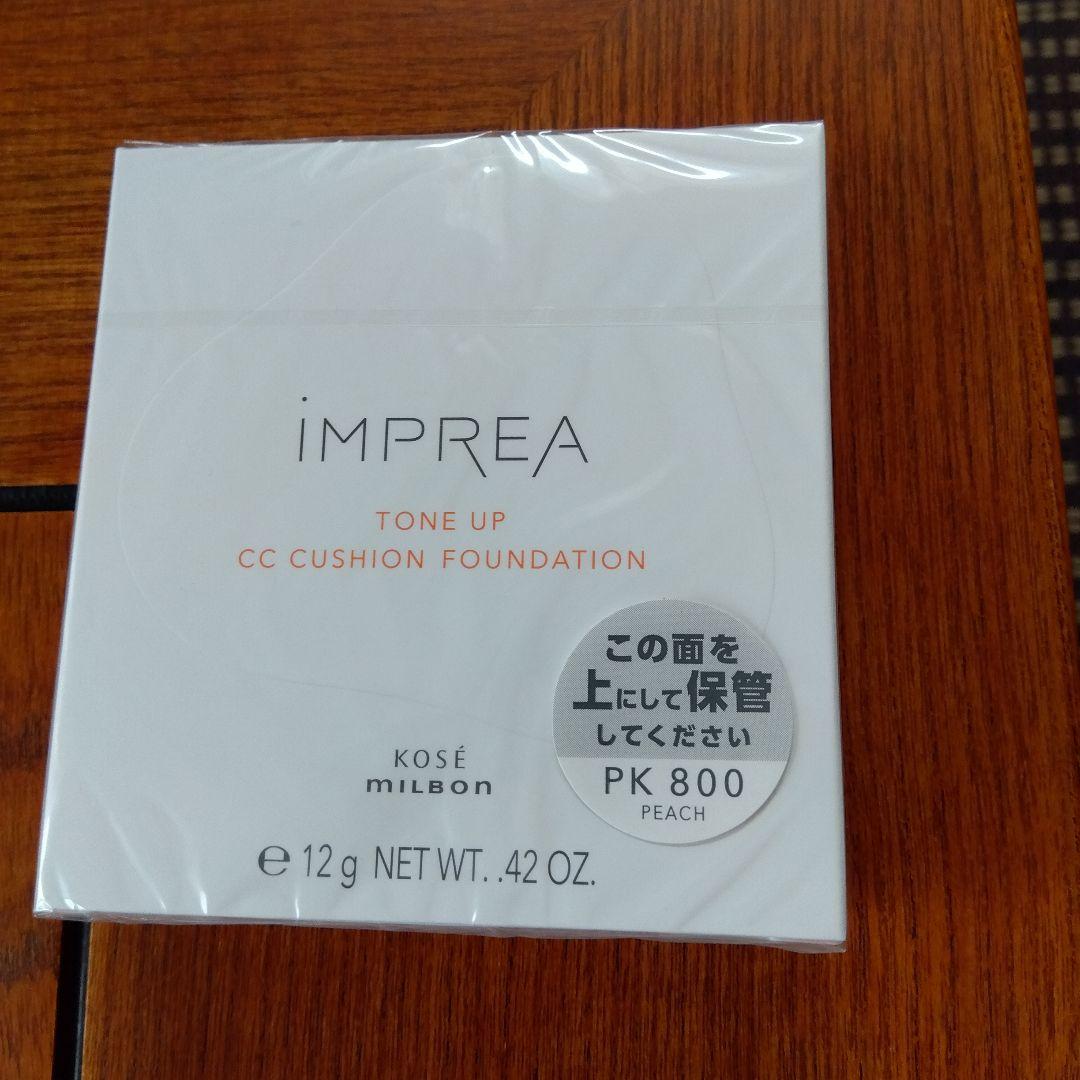 iMPREA
TONE UP
CC CUSHION FOUNDATION
この面を
上にして保管
してください
PK 800
PEACH
KOSÉ
milbon
℮ 12 g NET WT. .42 OZ.